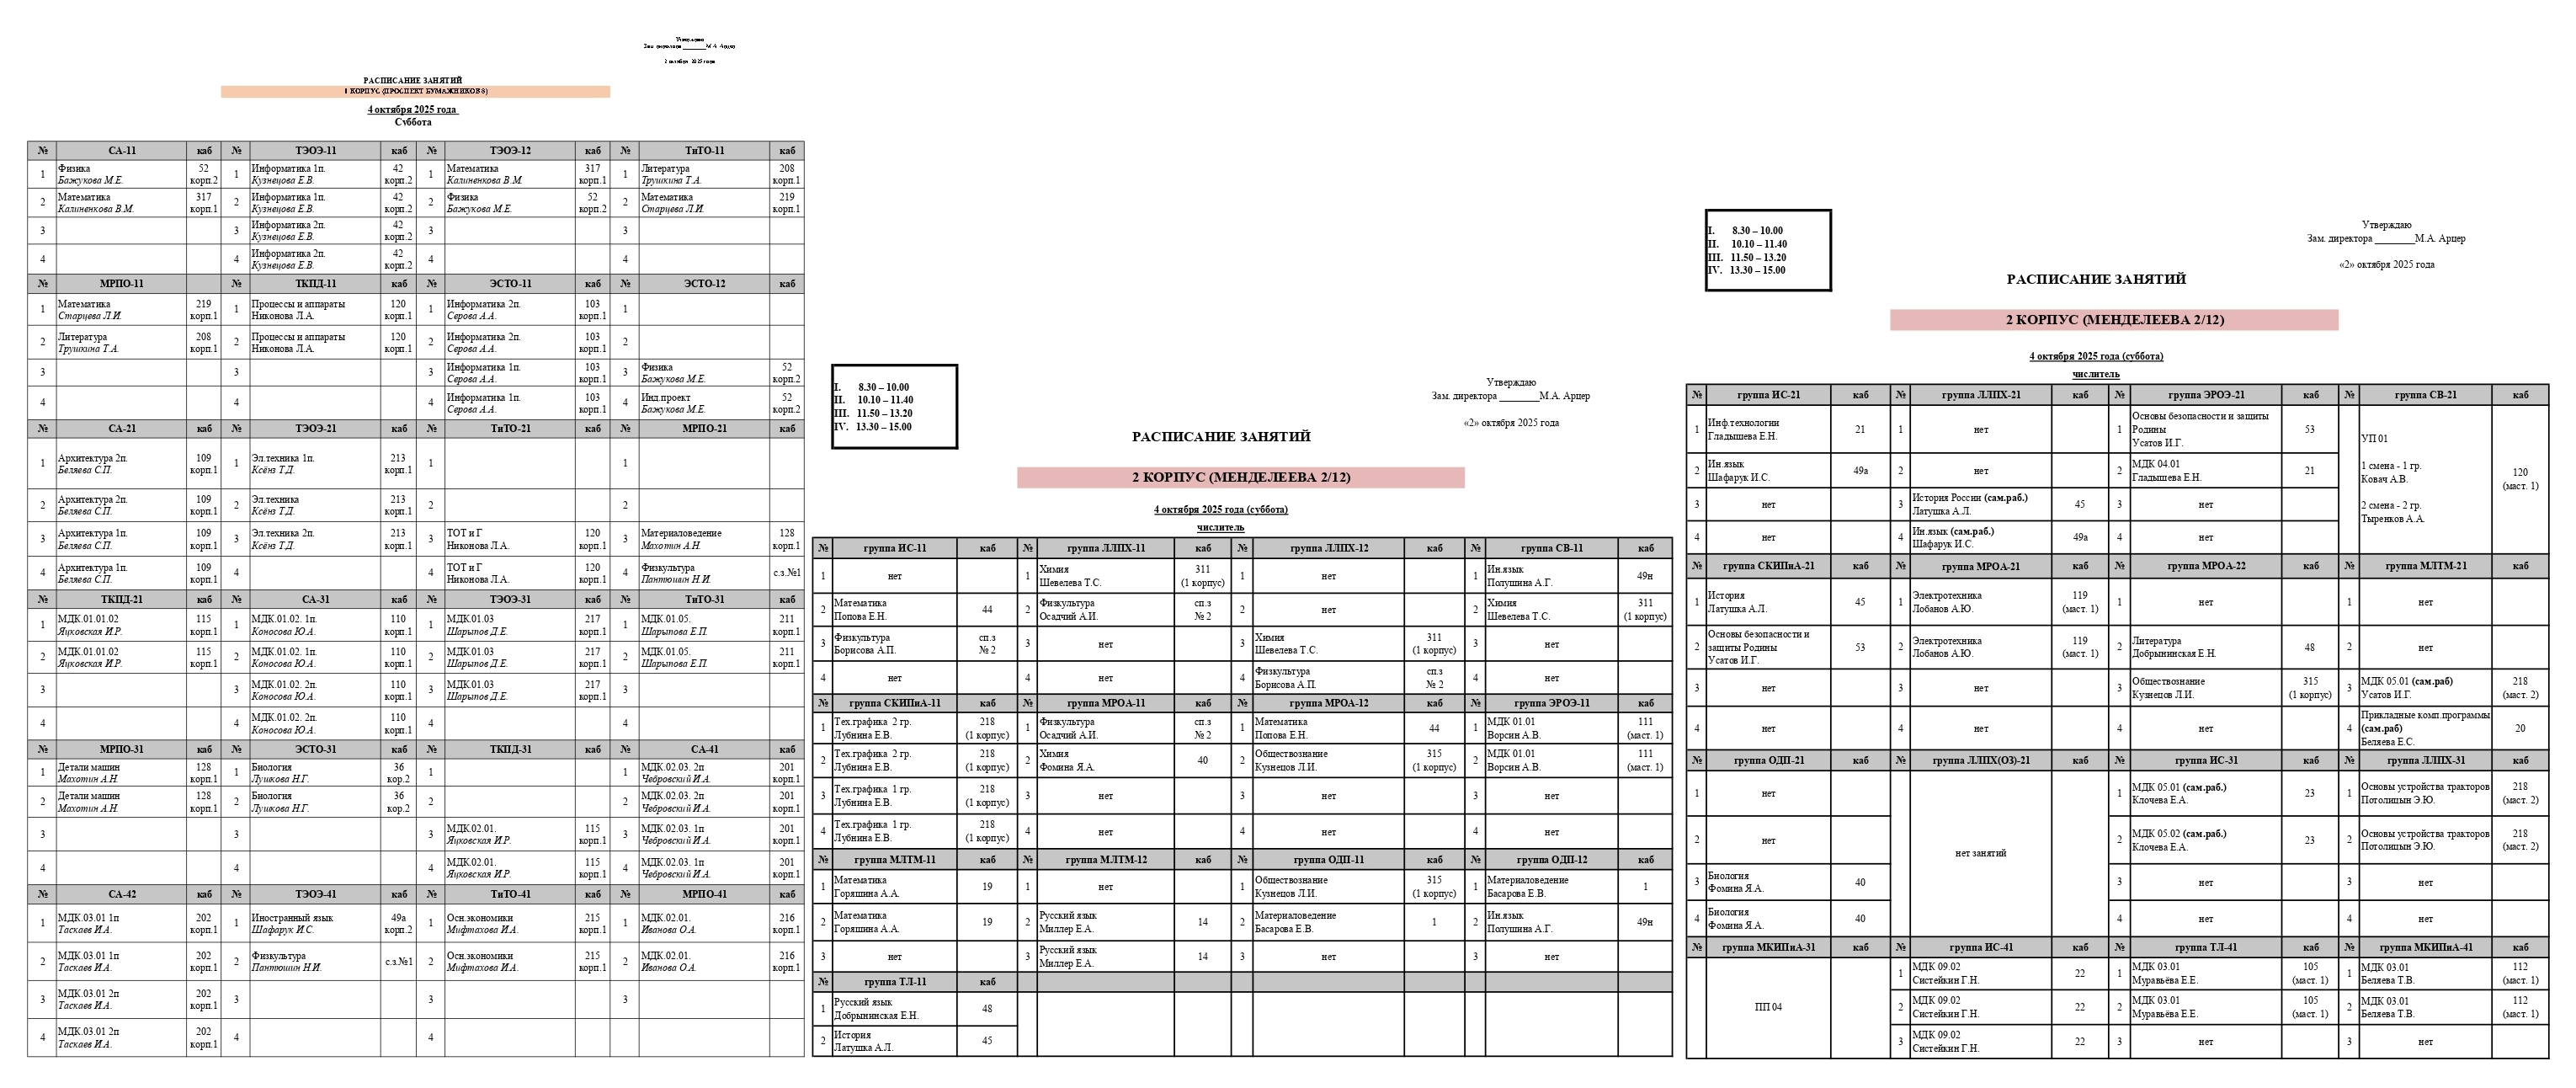 Утверждаю
Зам. директора ________М.А. Арцер
2 октября 2025 года
РАСПИСАНИЕ ЗАНЯТИЙ
1 КОРПУС (ПРОСПЕКТ БУМАЖНИКОВ 8)
4 октября 2025 года
Суббота
№ СА-11 каб № ТЭОЭ-11 каб № ТЭОЭ-12 каб № ТиТО-11 каб
1 Физика 52 1 Информатика 1п. 42 1 Математика 317 1 Литература 208
Бажукова М.Е. корп.2 Кузнецова Е.В. корп.2 Калиненкова В.М. корп.1 Трушкина Т.А. корп.1
2 Математика 317 2 Информатика 1п. 42 2 Физика 52 2 Математика 219
Калиненкова В.М. корп.1 Кузнецова Е.В. корп.2 Бажукова М.Е. корп.2 Старцева Л.И. корп.1
3 3 Информатика 2п. 42 3 3
Кузнецова Е.В. корп.2
4 4 Информатика 2п. 42 4 4
Кузнецова Е.В. корп.2
№ МРПО-11 каб № ТКПД-11 каб № ЭСТО-11 каб № ЭСТО-12 каб
1 Математика 219 1 Процессы и аппараты 120 1 Информатика 2п. 103 1
Старцева Л.И. корп.1 Никонова Л.А. корп.1 Серова А.А. корп.1
2 Литература 208 2 Процессы и аппараты 120 2 Информатика 2п. 103 2
Трушкина Т.А. корп.1 Никонова Л.А. корп.1 Серова А.А. корп.1
3 3 3 Информатика 1п. 103 3 Физика 52
Серова А.А. корп.1 Бажукова М.Е. корп.2
4 4 4 Информатика 1п. 103 4 Инд.проект 52
Серова А.А. корп.1 Бажукова М.Е. корп.2
№ СА-21 каб № ТЭОЭ-21 каб № ТиТО-21 каб № МРПО-21 каб
1 Архитектура 2п. 109 1 Эл.техника 1п. 213 1 1
Беляева С.П. корп.1 Ксёнз Т.Д. корп.1
2 Архитектура 2п. 109 2 Эл.техника 213 2 2
Беляева С.П. корп.1 Ксёнз Т.Д. корп.1
3 Архитектура 1п. 109 3 Эл.техника 2п. 213 3 ТОТ и Г 120 3 Материаловедение 128
Беляева С.П. корп.1 Ксёнз Т.Д. корп.1 Никонова Л.А. корп.1 Махотин А.Н. корп.1
4 Архитектура 1п. 109 4 4 ТОТ и Г 120 4 Физкультура с.з.№1
Беляева С.П. корп.1 Никонова Л.А. корп.1 Пантюшин Н.И.
№ ТКПД-21 каб № СА-31 каб № ТЭОЭ-31 каб № ТиТО-31 каб
1 МДК.01.01.02 115 1 МДК.01.02. 1п. 110 1 МДК.01.03 217 1 МДК.01.05. 211
Яцковская И.Р. корп.1 Коносова Ю.А. корп.1 Шарыпов Д.Е. корп.1 Шарыпова Е.П. корп.1
2 МДК.01.01.02 115 2 МДК.01.02. 1п. 110 2 МДК.01.03 217 2 МДК.01.05. 211
Яцковская И.Р. корп.1 Коносова Ю.А. корп.1 Шарыпов Д.Е. корп.1 Шарыпова Е.П. корп.1
3 3 МДК.01.02. 2п. 110 3 МДК.01.03 217 3
Коносова Ю.А. корп.1 Шарыпов Д.Е. корп.1
4 4 МДК.01.02. 2п. 110 4 4
Коносова Ю.А. корп.1
№ МРПО-31 каб № ЭСТО-31 каб № ТКПД-31 каб № СА-41 каб
1 Детали машин 128 1 Биология 36 1 1 МДК.02.03. 2п 201
Махотин А.Н. корп.1 Лушкова Н.Г. кор.2 Чебровский И.А. корп.1
2 Детали машин 128 2 Биология 36 2 2 МДК.02.03. 2п 201
Махотин А.Н. корп.1 Лушкова Н.Г. кор.2 Чебровский И.А. корп.1
3 3 3 МДК.02.01. 115 3 МДК.02.03. 1п 201
Яцковская И.Р. корп.1 Чебровский И.А. корп.1
4 4 4 МДК.02.01. 115 4 МДК.02.03. 1п 201
Яцковская И.Р. корп.1 Чебровский И.А. корп.1
№ СА-42 каб № ТЭОЭ-41 каб № ТиТО-41 каб № МРПО-41 каб
1 МДК.03.01 1п 202 1 Иностранный язык 49а 1 Осн.экономики 215 1 МДК.02.01. 216
Таскаев И.А. корп.1 Шафарук И.С. корп.2 Мифтахова И.А. корп.1 Иванова О.А. корп.1
2 МДК.03.01 1п 202 2 Физкультура с.з.№1 2 Осн.экономики 215 2 МДК.02.01. 216
Таскаев И.А. корп.1 Пантюшин Н.И. Мифтахова И.А. корп.1 Иванова О.А. корп.1
3 МДК.03.01 2п 202 3 3 3
Таскаев И.А. корп.1
4 МДК.03.01 2п 202 4 4
Таскаев И.А. корп.1
I. 8.30 – 10.00
II. 10.10 – 11.40
III. 11.50 – 13.20
IV. 13.30 – 15.00
Утверждаю
Зам. директора ________М.А. Арцер
«2» октября 2025 года
РАСПИСАНИЕ ЗАНЯТИЙ
2 КОРПУС (МЕНДЕЛЕЕВА 2/12)
4 октября 2025 года (суббота)
числитель
№ группа ИС-11 каб № группа ЛЛПХ-11 каб № группа ЛЛПХ-12 каб № группа СВ-11 каб
1 нет 1 Химия 311 1 нет 1 Ин.язык 49н
Шевелева Т.С. (1 корпус) Полушина А.Г.
2 Математика 44 2 Физкультура сп.з 2 нет 2 Химия 311
Попова Е.Н. Осадчий А.И. № 2 Шевелева Т.С. (1 корпус)
3 Физкультура сп.з 3 нет 3 Химия 311 3 нет
Борисова А.П. № 2 Шевелева Т.С. (1 корпус)
4 нет 4 нет 4 Физкультура сп.з 4 нет
Борисова А.П. № 2
№ группа СКИПиА-11 каб № группа МРОА-11 каб № группа МРОА-12 каб № группа ЭРОЭ-11 каб
1 Тех.графика 2 гр. 218 1 Физкультура сп.з 1 Математика 44 1 МДК 01.01 111
Лубнина Е.В. (1 корпус) Осадчий А.И. № 2 Попова Е.Н. Ворсин А.В. (маст. 1)
2 Тех.графика 2 гр. 218 2 Химия 40 2 Обществознание 315 2 МДК 01.01 111
Лубнина Е.В. (1 корпус) Фомина Я.А. Кузнецов Л.И. (1 корпус) Ворсин А.В. (маст. 1)
3 Тех.графика 1 гр. 218 3 нет 3 нет 3 нет
Лубнина Е.В. (1 корпус)
4 Тех.графика 1 гр. 218 4 нет 4 нет 4 нет
Лубнина Е.В. (1 корпус)
№ группа МЛТМ-11 каб № группа МЛТМ-12 каб № группа ОДП-11 каб № группа ОДП-12 каб
1 Математика 19 1 нет 1 Обществознание 315 1 Материаловедение 1
Горяшина А.А. Кузнецов Л.И. (1 корпус) Басарова Е.В.
2 Математика 19 2 Русский язык 14 2 Материаловедение 1 2 Ин.язык 49н
Горяшина А.А. Миллер Е.А. Басарова Е.В. Полушина А.Г.
3 нет 3 Русский язык 14 3 нет 3 нет
Миллер Е.А.
№ группа ТЛ-11 каб
1 Русский язык 48
Добрынинская Е.Н.
2 История 45
Латушка А.Л.
I. 8.30 – 10.00
II. 10.10 – 11.40
III. 11.50 – 13.20
IV. 13.30 – 15.00
Утверждаю
Зам. директора ________М.А. Арцер
«2» октября 2025 года
РАСПИСАНИЕ ЗАНЯТИЙ
2 КОРПУС (МЕНДЕЛЕЕВА 2/12)
4 октября 2025 года (суббота)
числитель
№ группа ИС-21 каб № группа ЛЛПХ-21 каб № группа ЭРОЭ-21 каб № группа СВ-21 каб
1 Инф.технологии 21 1 нет 1 Основы безопасности и защиты 53 УП 01 120
Гладышева Е.Н. Родины 1 смена - 1 гр. (маст. 1)
Усатов И.Г. Ковач А.В.
2 Ин.язык 49а 2 нет 2 МДК 04.01 21 2 смена - 2 гр.
Шафарук И.С. Гладышева Е.Н. Тыренков А.А.
3 нет 3 История России (сам.раб.) 45 3 нет
Латушка А.Л.
4 нет 4 Ин.язык (сам.раб.) 49а 4 нет
Шафарук И.С.
№ группа СКИПиА-21 каб № группа МРОА-21 каб № группа МРОА-22 каб № группа МЛТМ-21 каб
1 История 45 1 Электротехника 119 1 нет 1 нет
Латушка А.Л. Лобанов А.Ю. (маст. 1)
2 Основы безопасности и 53 2 Электротехника 119 2 Литература 48 2 нет
защиты Родины Лобанов А.Ю. (маст. 1) Добрынинская Е.Н.
Усатов И.Г.
3 нет 3 нет 3 Обществознание 315 3 МДК 05.01 (сам.раб) 218
Кузнецов Л.И. (1 корпус) Усатов И.Г. (маст. 2)
4 нет 4 нет 4 нет 4 Прикладные комп.программы 20
(сам.раб)
Беляева Е.С.
№ группа ОДП-21 каб № группа ЛЛПХ(ОЗ)-21 каб № группа ИС-31 каб № группа ЛЛПХ-31 каб
1 нет нет занятий 1 МДК 05.01 (сам.раб.) 23 1 Основы устройства тракторов 218
Клочева Е.А. Потолицын Э.Ю. (маст. 2)
2 нет 2 МДК 05.02 (сам.раб.) 23 2 Основы устройства тракторов 218
Клочева Е.А. Потолицын Э.Ю. (маст. 2)
3 Биология 40 3 нет 3 нет
Фомина Я.А.
4 Биология 40 4 нет 4 нет
Фомина Я.А.
№ группа МКИПиА-31 каб № группа ИС-41 каб № группа ТЛ-41 каб № группа МКИПиА-41 каб
ПП 04 1 МДК 09.02 22 1 МДК 03.01 105 1 МДК 03.01 112
Систейкин Г.Н. Муравьёва Е.Е. (маст. 1) Беляева Т.В. (маст. 1)
2 МДК 09.02 22 2 МДК 03.01 105 2 МДК 03.01 112
Систейкин Г.Н. Муравьёва Е.Е. (маст. 1) Беляева Т.В. (маст. 1)
3 МДК 09.02 22 3 нет 3 нет
Систейкин Г.Н.